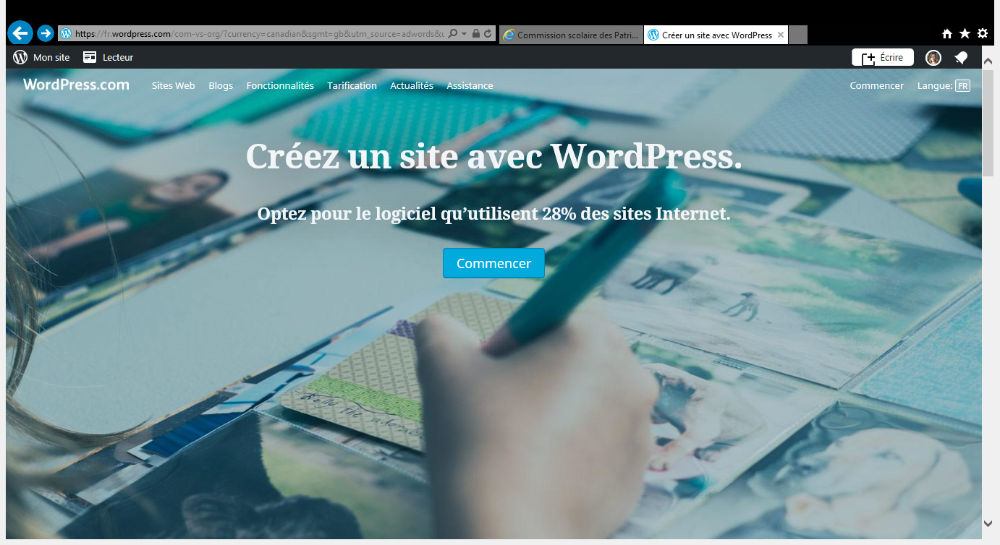 https://fr.wordpress.com/com-vs-org/?currency=canadian&sgmt=gb&utm_source=adwords&u
Commission scolaire des Patri...
Créer un site avec WordPress
Mon site
Lecteur
Écrire
WordPress.com
Sites Web
Blogs
Fonctionnalités
Tarification
Actualités
Assistance
Commencer
Langue: FR
Créez un site avec WordPress.
Optez pour le logiciel qu’utilisent 28% des sites Internet.
Commencer